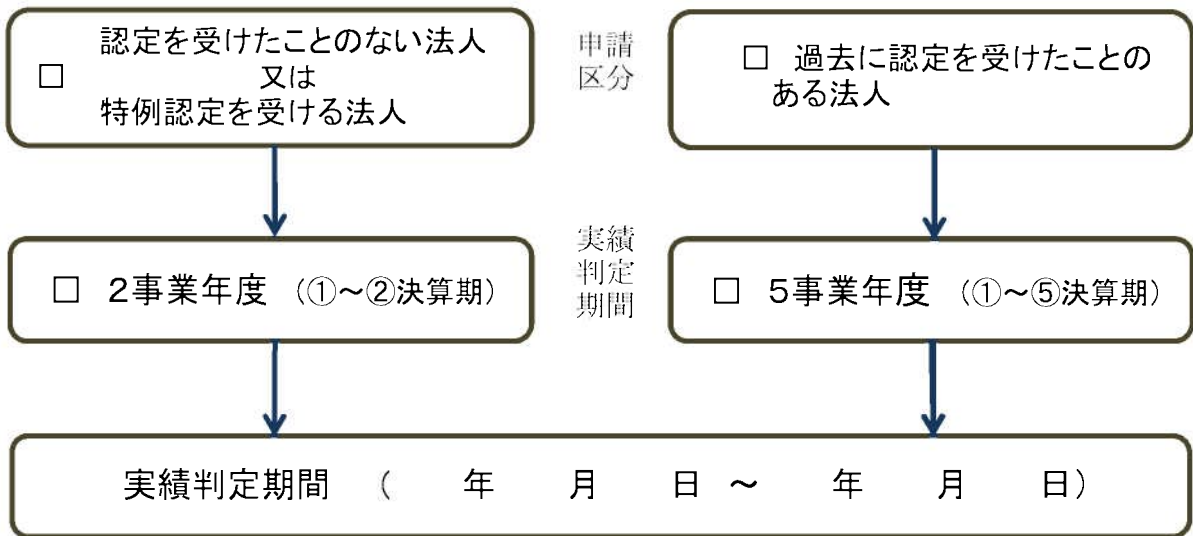 認定を受けたことのない法人
□ 又は
特例認定を受ける法人
申請
区分
□ 過去に認定を受けたことの
ある法人
□ 2事業年度 (①~②決算期)
実績
判定
期間
□ 5事業年度 (①~⑤決算期)
実績判定期間 ( 年 月 日 ~ 年 月 日)